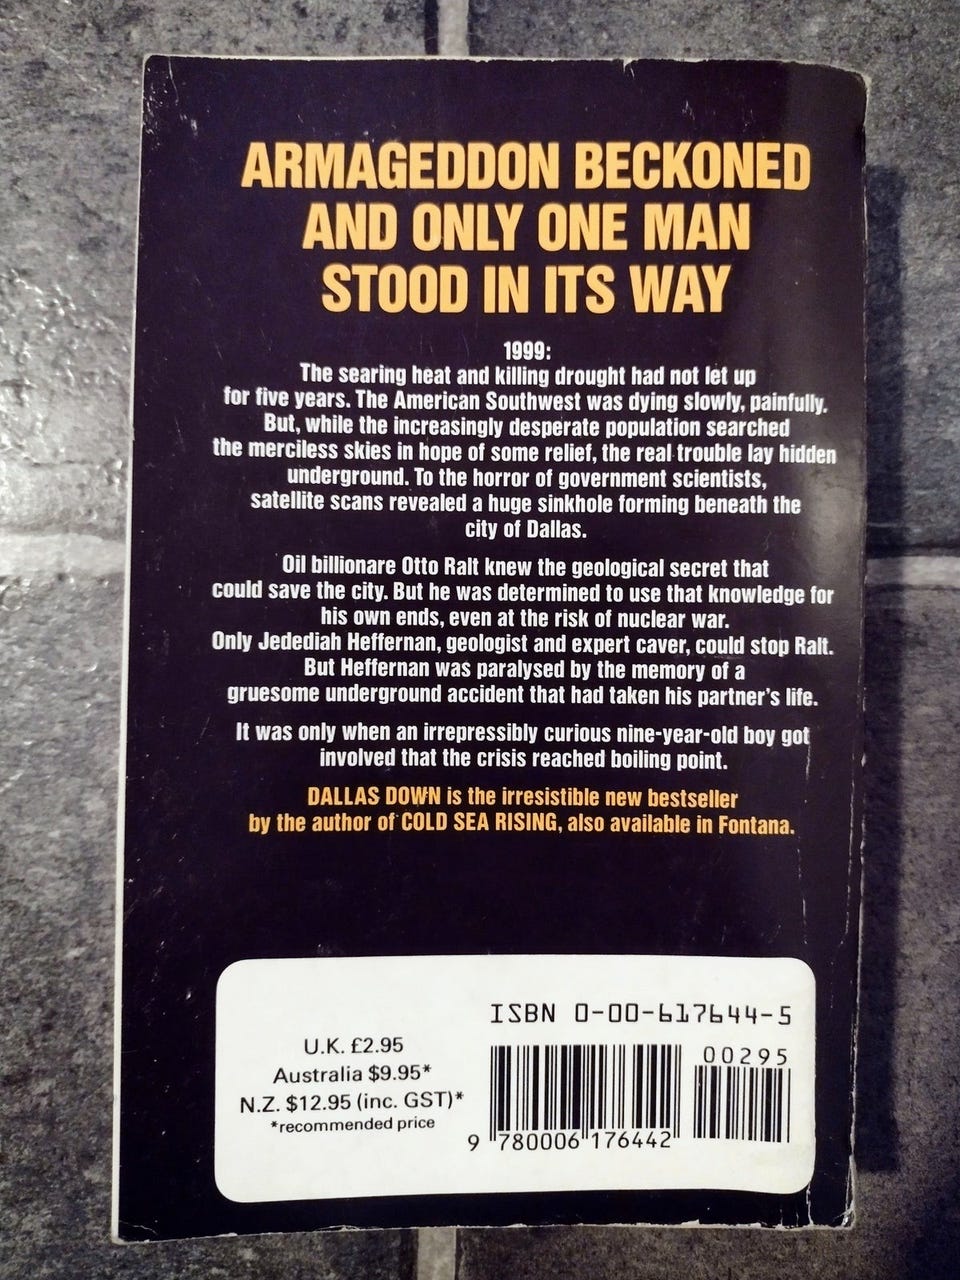 ARMAGEDDON BECKONED
AND ONLY ONE MAN
STOOD IN ITS WAY
1999:
The searing heat and killing drought had not let up
for five years. The American Southwest was dying slowly, painfully.
But, while the increasingly desperate population searched
the merciless skies in hope of some relief, the real trouble lay hidden
underground. To the horror of government scientists,
satellite scans revealed a huge sinkhole forming beneath the
city of Dallas.
Oil billionare Otto Ralt knew the geological secret that
could save the city. But he was determined to use that knowledge for
his own ends, even at the risk of nuclear war.
Only Jedediah Heffernan, geologist and expert caver, could stop Ralt.
But Heffernan was paralysed by the memory of a
gruesome underground accident that had taken his partner's life.
It was only when an irrepressibly curious nine-year-old boy got
involved that the crisis reached boiling point.
DALLAS DOWN is the irresistible new bestseller
by the author of COLD SEA RISING, also available in Fontana.
ISBN 0-00-617644-5
U.K. £2.95
Australia $9.95*
N.Z. $12.95 (inc. GST)*
*recommended price
00295
9 780006 176442